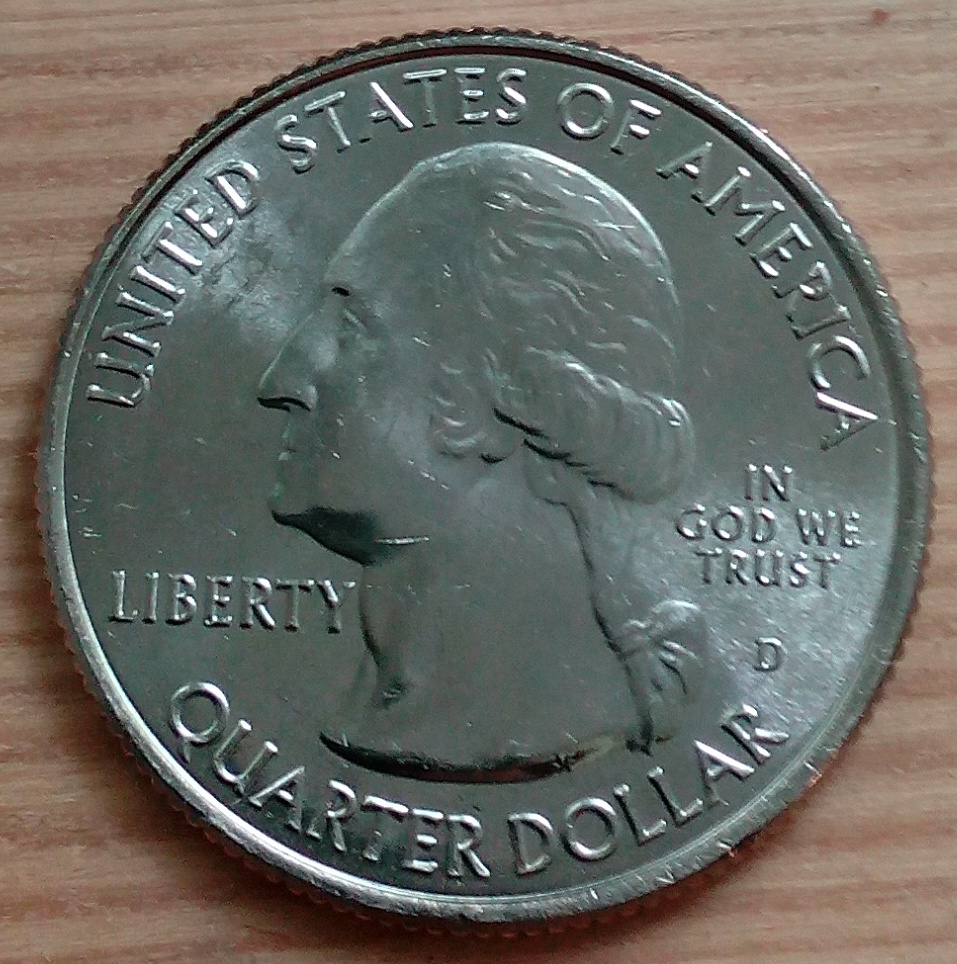 UNITED STATES OF AMERICA
LIBERTY
IN
GOD WE
TRUST
D
QUARTER DOLLAR